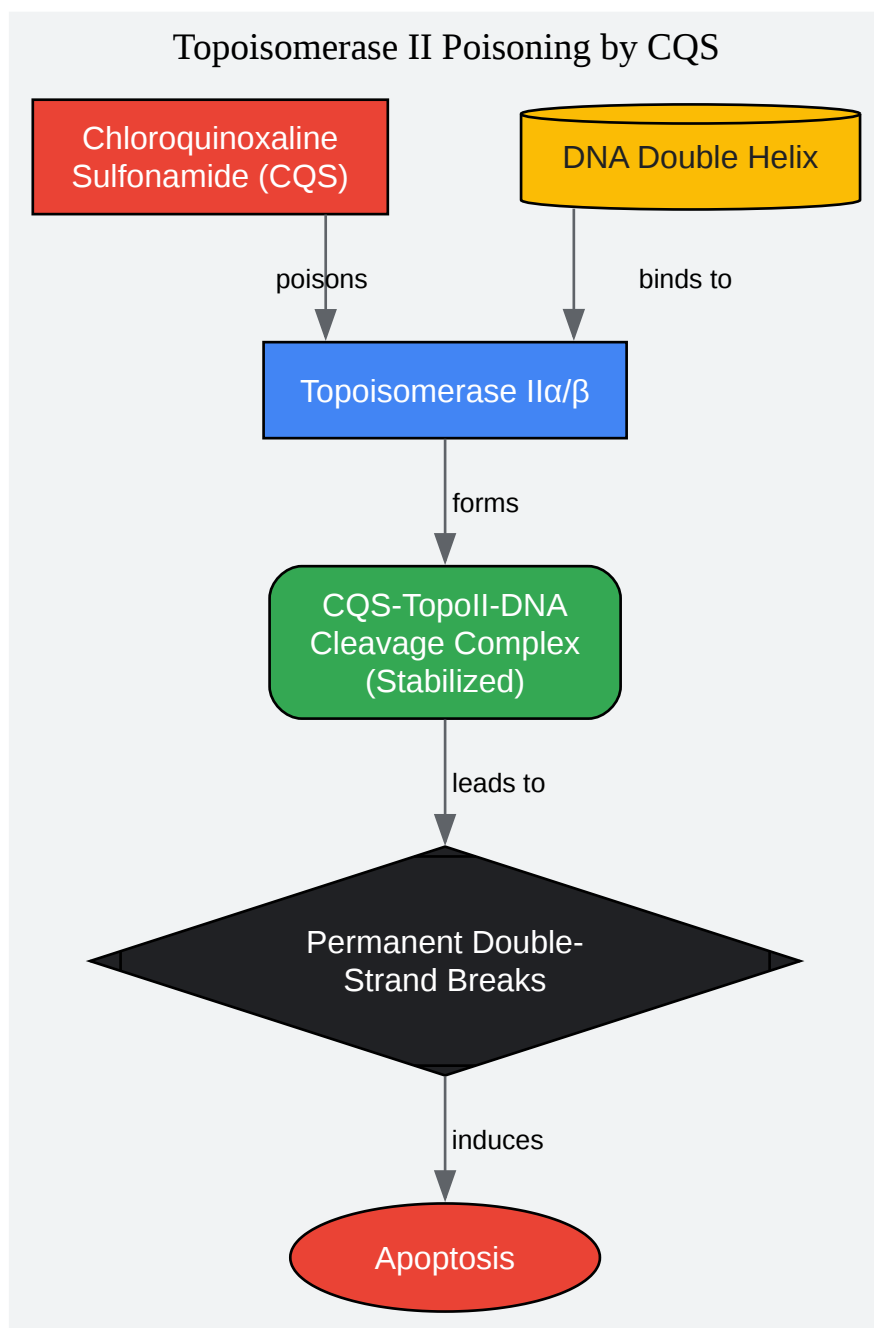 Topoisomerase II Poisoning by CQS
Chloroquinoxaline
Sulfonamide (CQS)
DNA Double Helix
poisons
binds to
Topoisomerase IIα/β
forms
CQS-TopoII-DNA
Cleavage Complex
(Stabilized)
leads to
Permanent Double-
Strand Breaks
induces
Apoptosis